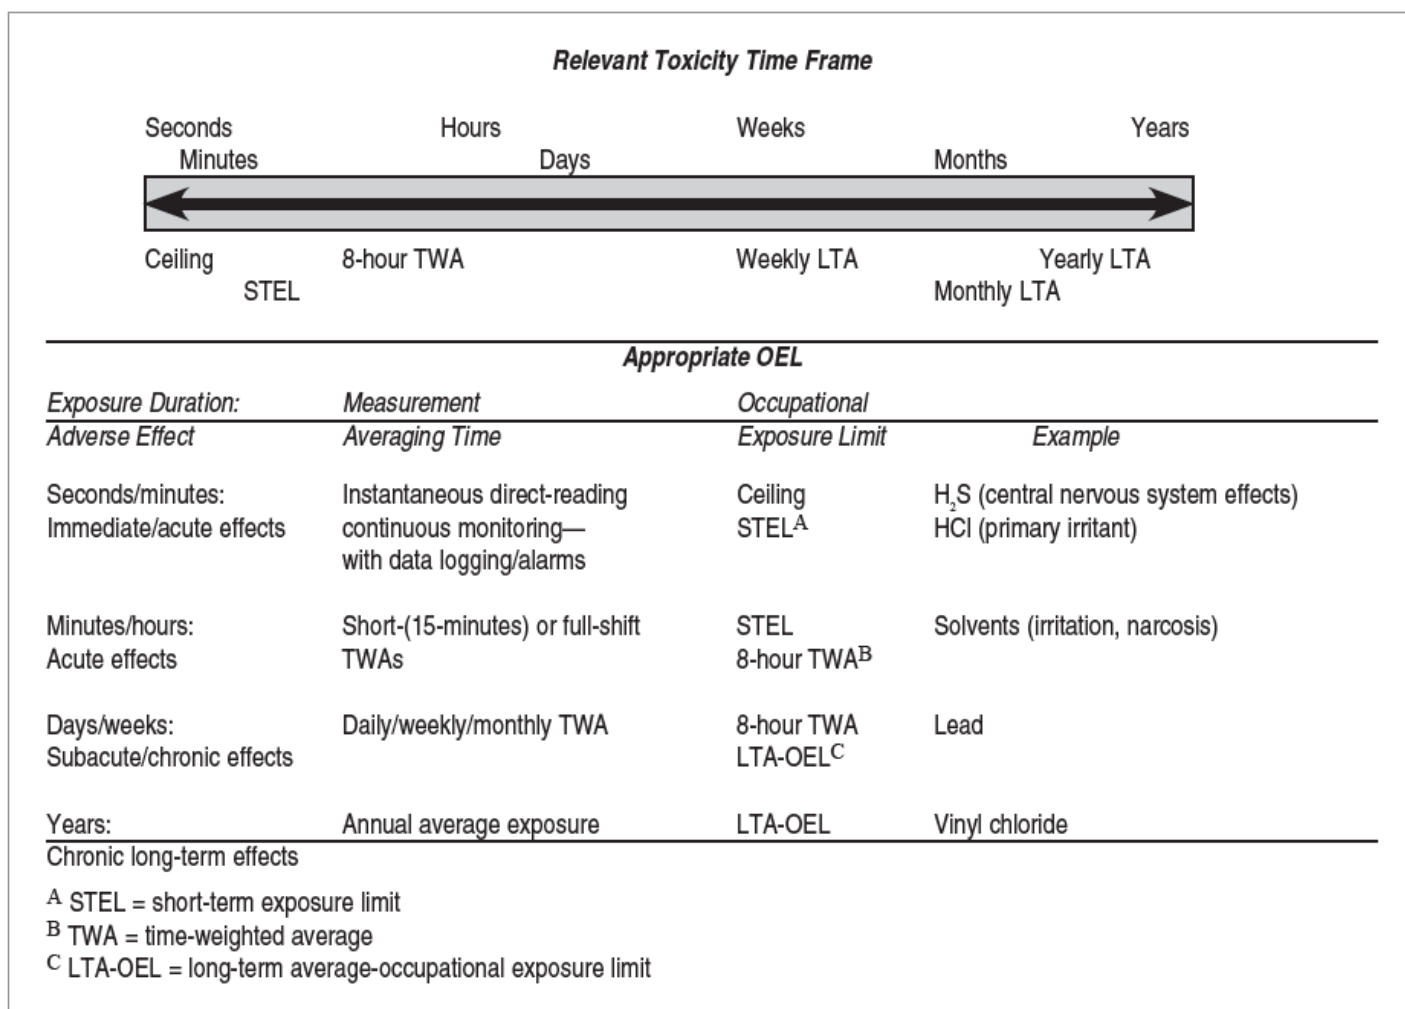 Relevant Toxicity Time Frame
Seconds Hours Weeks Years
Minutes Days Months
Ceiling 8-hour TWA Weekly LTA Yearly LTA
STEL Monthly LTA
Appropriate OEL
Exposure Duration: Measurement Occupational
Adverse Effect Averaging Time Exposure Limit Example
Seconds/minutes: Instantaneous direct-reading Ceiling H₂S (central nervous system effects)
Immediate/acute effects continuous monitoring— STELᴬ HCl (primary irritant)
with data logging/alarms
Minutes/hours: Short-(15-minutes) or full-shift STEL Solvents (irritation, narcosis)
Acute effects TWAs 8-hour TWAᴮ
Days/weeks: Daily/weekly/monthly TWA 8-hour TWA Lead
Subacute/chronic effects LTA-OELC
Years: Annual average exposure LTA-OEL Vinyl chloride
Chronic long-term effects
A STEL = short-term exposure limit
B TWA = time-weighted average
C LTA-OEL = long-term average-occupational exposure limit